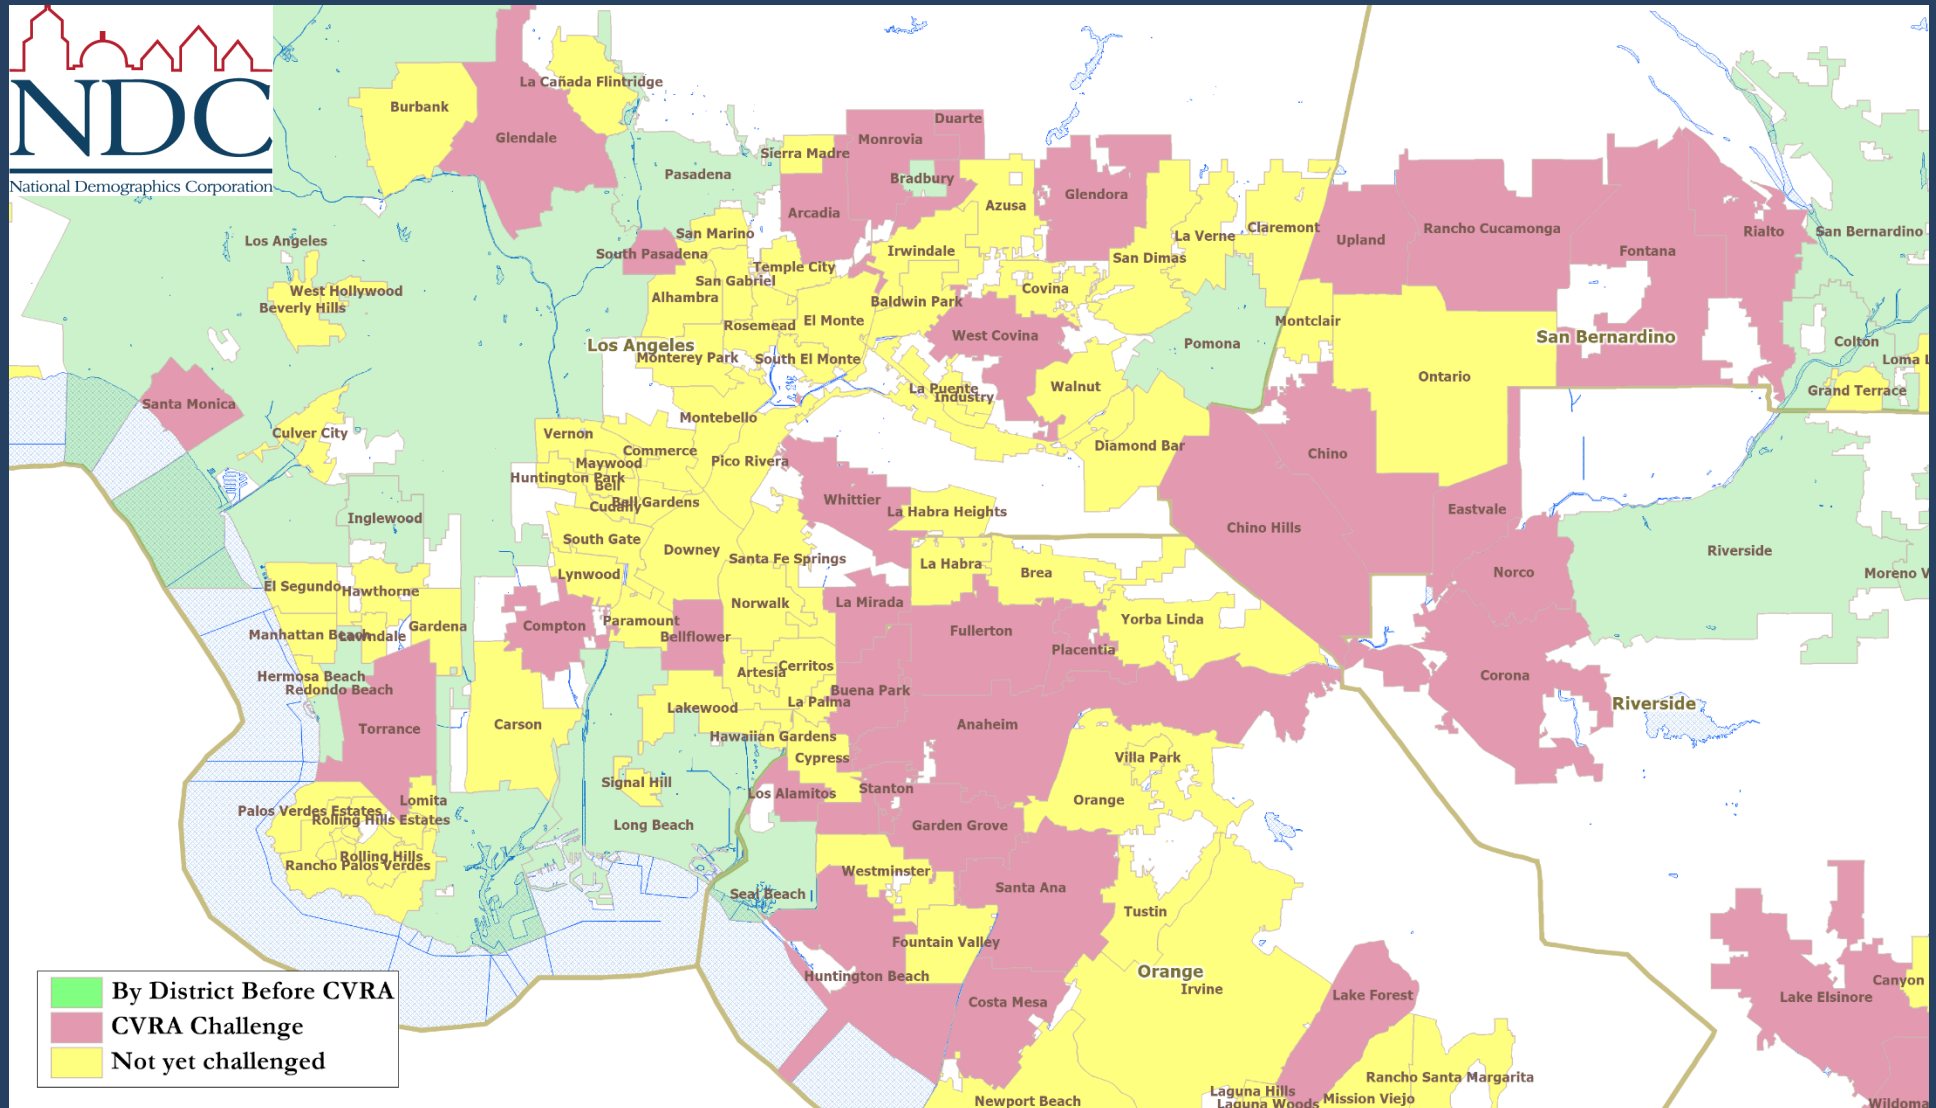 NDC
National Demographics Corporation
La Cañada Flintridge
Burbank
Glendale
Duarte
Monrovia
Sierra Madre
Pasadena
Bradbury
Glendora
Azusa
Arcadia
San Marino
Los Angeles
South Pasadena
Irwindale
La Verne
Claremont
Upland
Rancho Cucamonga
Fontana
Rialto
San Bernardino
San Dimas
Temple City
San Gabriel
West Hollywood
Beverly Hills
Alhambra
Baldwin Park
Covina
Rosemead
El Monte
Montclair
West Covina
Pomona
San Bernardino
Colton
Los Angeles
Monterey Park
South El Monte
Loma L
Ontario
Walnut
La Puente
Industry
Grand Terrace
Santa Monica
Montebello
Culver City
Vernon
Commerce
Diamond Bar
Chino
Maywood
Pico Rivera
Huntington Park
Bell
Bell Gardens
Cudahy
Whittier
La Habra Heights
Eastvale
Inglewood
Chino Hills
South Gate
Downey
Santa Fe Springs
La Habra
Brea
Riverside
Norco
Moreno V
Lynwood
El Segundo
Hawthorne
Norwalk
La Mirada
Paramount
Yorba Linda
Compton
Gardena
Manhattan Beach
Lawndale
Bellflower
Fullerton
Placentia
Artesia
Cerritos
Hermosa Beach
Redondo Beach
Buena Park
Corona
La Palma
Lakewood
Riverside
Torrance
Carson
Anaheim
Hawaiian Gardens
Cypress
Villa Park
Signal Hill
Los Alamitos
Stanton
Orange
Lomita
Palos Verdes Estates
Rolling Hills Estates
Long Beach
Garden Grove
Rolling Hills
Rancho Palos Verdes
Westminster
Santa Ana
Seal Beach
Tustin
Fountain Valley
Huntington Beach
Orange
Irvine
Costa Mesa
Lake Forest
Canyon
Lake Elsinore
By District Before CVRA
CVRA Challenge
Not yet challenged
Rancho Santa Margarita
Laguna Hills
Laguna Woods
Mission Viejo
Newport Beach
Wildoma